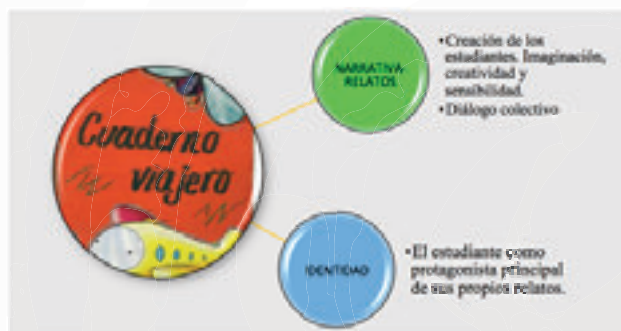 Cuaderno
viajero
NARRATIVA-
RELATOS
•Creación de los
estudiantes. Imaginación,
creatividad y
sensibilidad.
•Diálogo colectivo
IDENTIDAD
•El estudiante como
protagonista principal
de sus propios relatos.